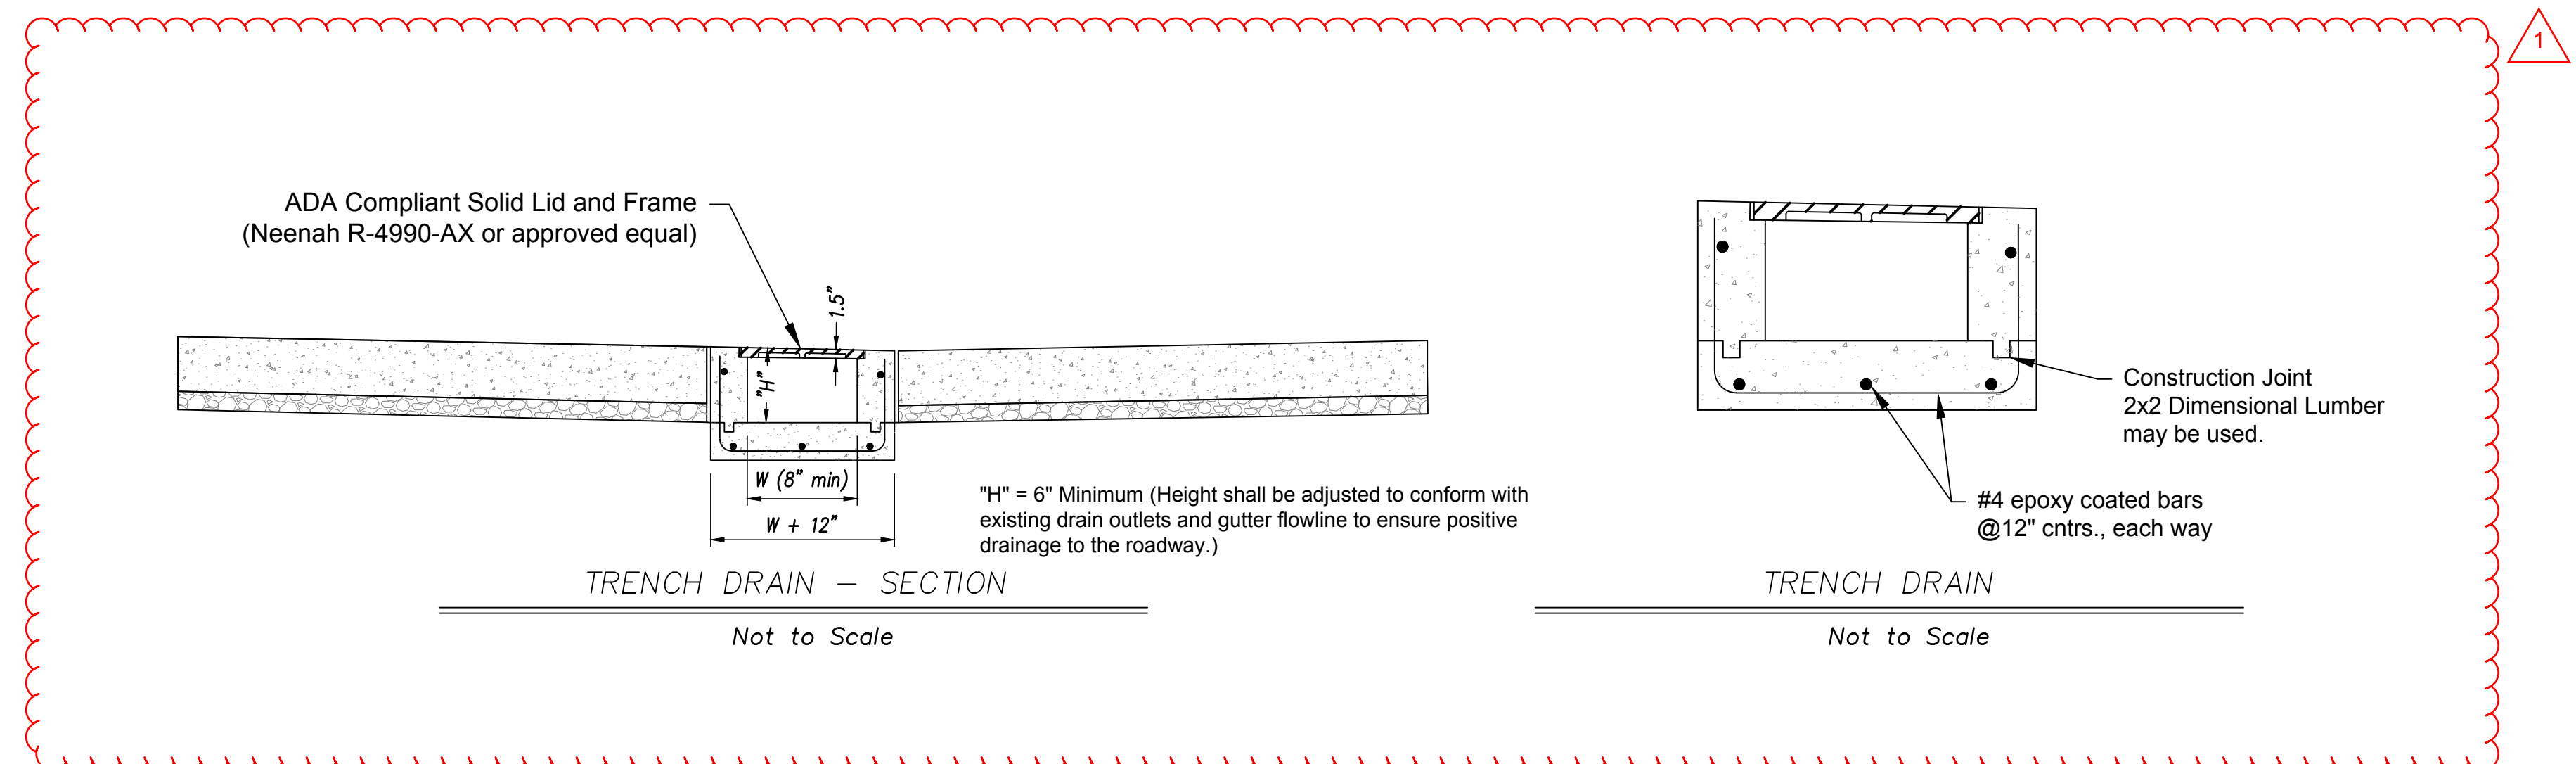 1
ADA Compliant Solid Lid and Frame
(Neenah R-4990-AX or approved equal)
1.5"
"H"
W (8" min)
W + 12"
"H" = 6" Minimum (Height shall be adjusted to conform with
existing drain outlets and gutter flowline to ensure positive
drainage to the roadway.)
TRENCH DRAIN - SECTION
Not to Scale
Construction Joint
2x2 Dimensional Lumber
may be used.
#4 epoxy coated bars
@12" cntrs., each way
TRENCH DRAIN
Not to Scale